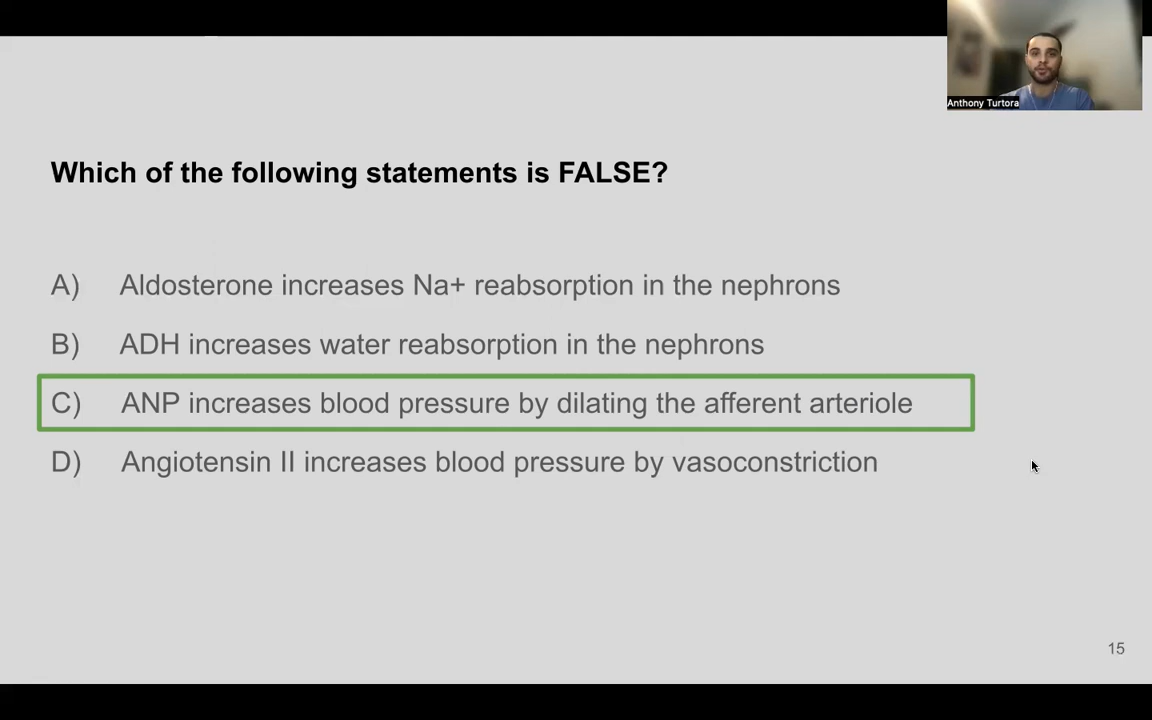 Anthony Turtora
Which of the following statements is FALSE?
A) Aldosterone increases Na+ reabsorption in the nephrons
B) ADH increases water reabsorption in the nephrons
C) ANP increases blood pressure by dilating the afferent arteriole
D) Angiotensin II increases blood pressure by vasoconstriction
15